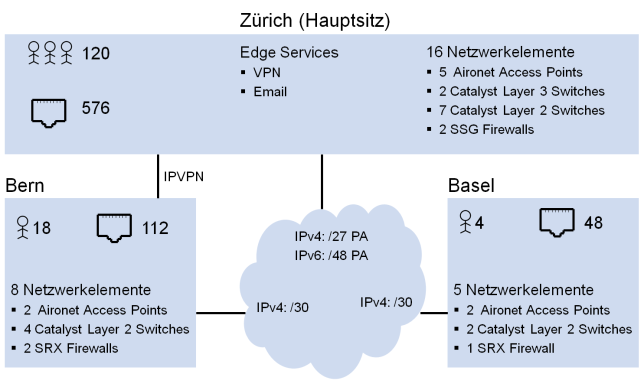 Zürich (Hauptsitz)
120
576
Edge Services
▪ VPN
▪ Email
16 Netzwerkelemente
▪ 5 Aironet Access Points
▪ 2 Catalyst Layer 3 Switches
▪ 7 Catalyst Layer 2 Switches
▪ 2 SSG Firewalls
IPVPN
Bern
18
112
8 Netzwerkelemente
▪ 2 Aironet Access Points
▪ 4 Catalyst Layer 2 Switches
▪ 2 SRX Firewalls
IPv4: /27 PA
IPv6: /48 PA
IPv4: /30
IPv4: /30
Basel
4
48
5 Netzwerkelemente
▪ 2 Aironet Access Points
▪ 2 Catalyst Layer 2 Switches
▪ 1 SRX Firewall